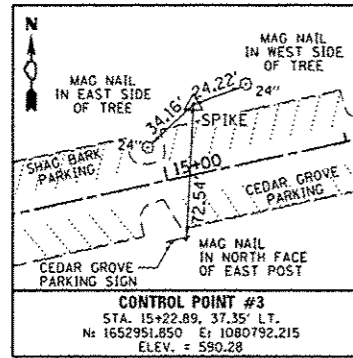 N
MAG NAIL
IN EAST SIDE
OF TREE
MAG NAIL
IN WEST SIDE
OF TREE
24.22'
34.16'
24"
24"
SPIKE
SHAG BARK
PARKING
15+00
CEDAR GROVE
PARKING
72.54'
MAG NAIL
IN NORTH FACE
OF EAST POST
CEDAR GROVE
PARKING SIGN
CONTROL POINT #3
STA. 15+22.89, 37.35' LT.
N: 1652951.850 E: 1080792.215
ELEV. = 590.28